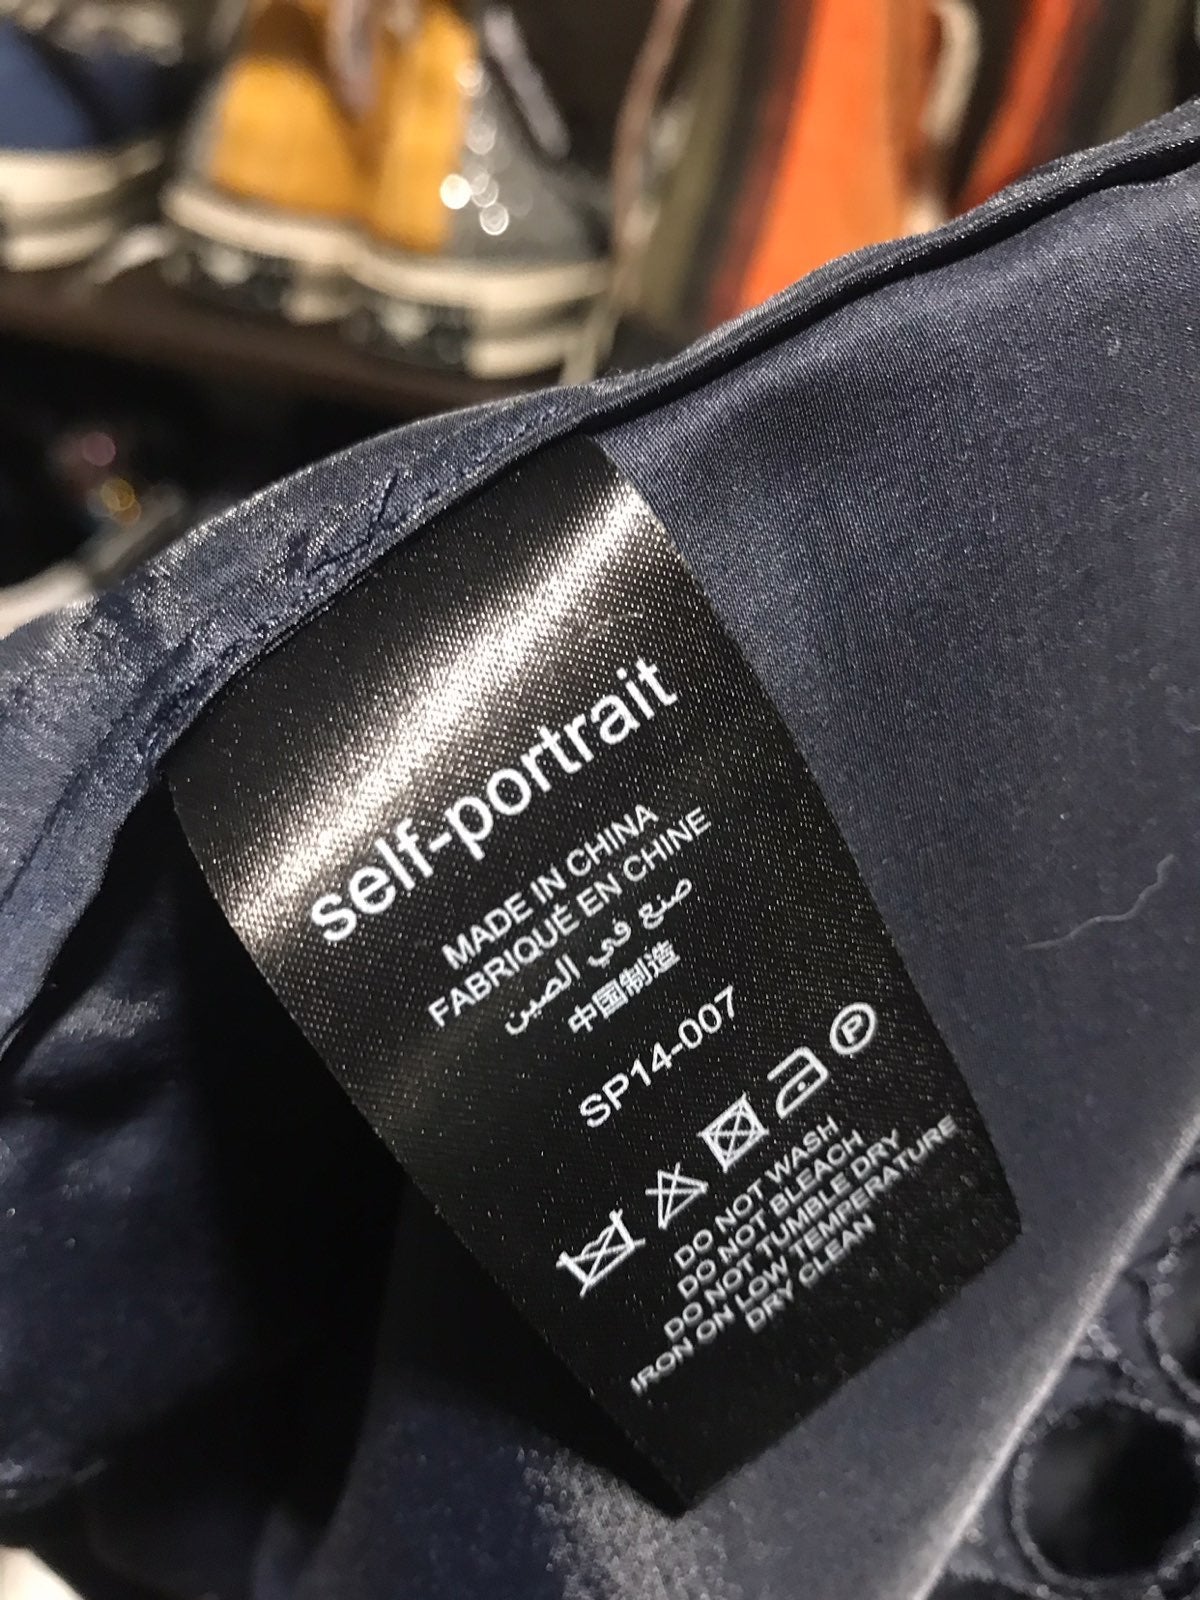 self-portrait
MADE IN CHINA
FABRIQUÉ EN CHINE
صنع في الصين
中国制造
SP14-007
P
DO NOT WASH
DO NOT BLEACH
DO NOT TUMBLE DRY
IRON ON LOW TEMPERATURE
DRY CLEAN